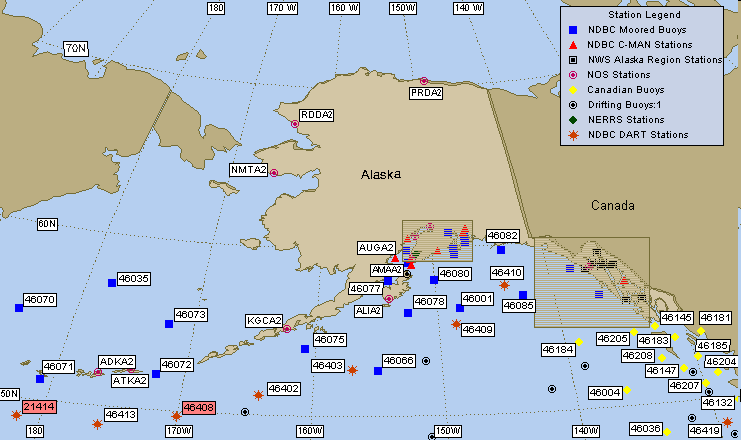 180
170 W
160 W
150W
140 W
Station Legend
NDBC Moored Buoys
NDBC C-MAN Stations
NWS Alaska Region Stations
NOS Stations
Canadian Buoys
Drifting Buoys:1
NERRS Stations
NDBC DART Stations
70N
PRDA2
RDDA2
NMTA2
Alaska
Canada
60N
46082
AUGA2
AMAA2
46080
46410
46035
46077
46070
ALIA2
46078
46001
46085
46073
KGCA2
46409
46145
46181
46075
46205
46183
46185
46184
46208
46071
ADKA2
ATKA2
46072
46403
46066
46147
46204
46207
50N
46402
46004
46132
21414
46413
46408
46036
46419
180
170W
160W
150W
140W
130W